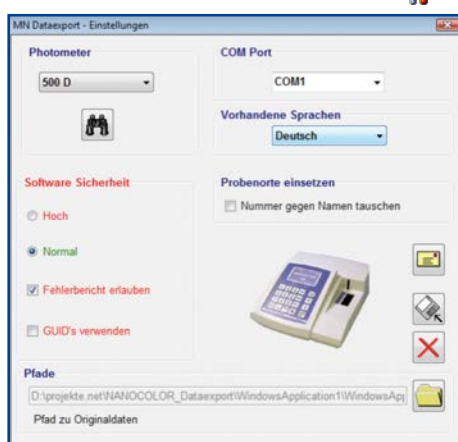 MN Dataexport - Einstellungen
Photometer
500 D
COM Port
COM1
Vorhandene Sprachen
Deutsch
Software Sicherheit
Hoch
Normal
Fehlerbericht erlauben
GUID's verwenden
Probenorte einsetzen
Nummer gegen Namen tauschen
Pfade
D:\projekte.net\NANOCOLOR_Dataexport\WindowsApplication1\WindowsApp
Pfad zu Originaldaten